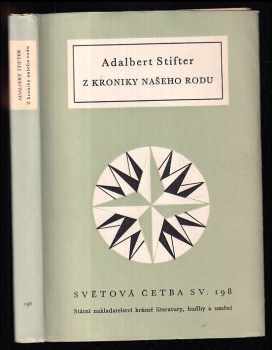 ADALBERT STIFTER
Z kroniky našeho rodu
198
Adalbert Stifter
Z KRONIKY NAŠEHO RODU
SVĚTOVÁ ČETBA SV. 198
Státní nakladatelství krásné literatury, hudby a umění